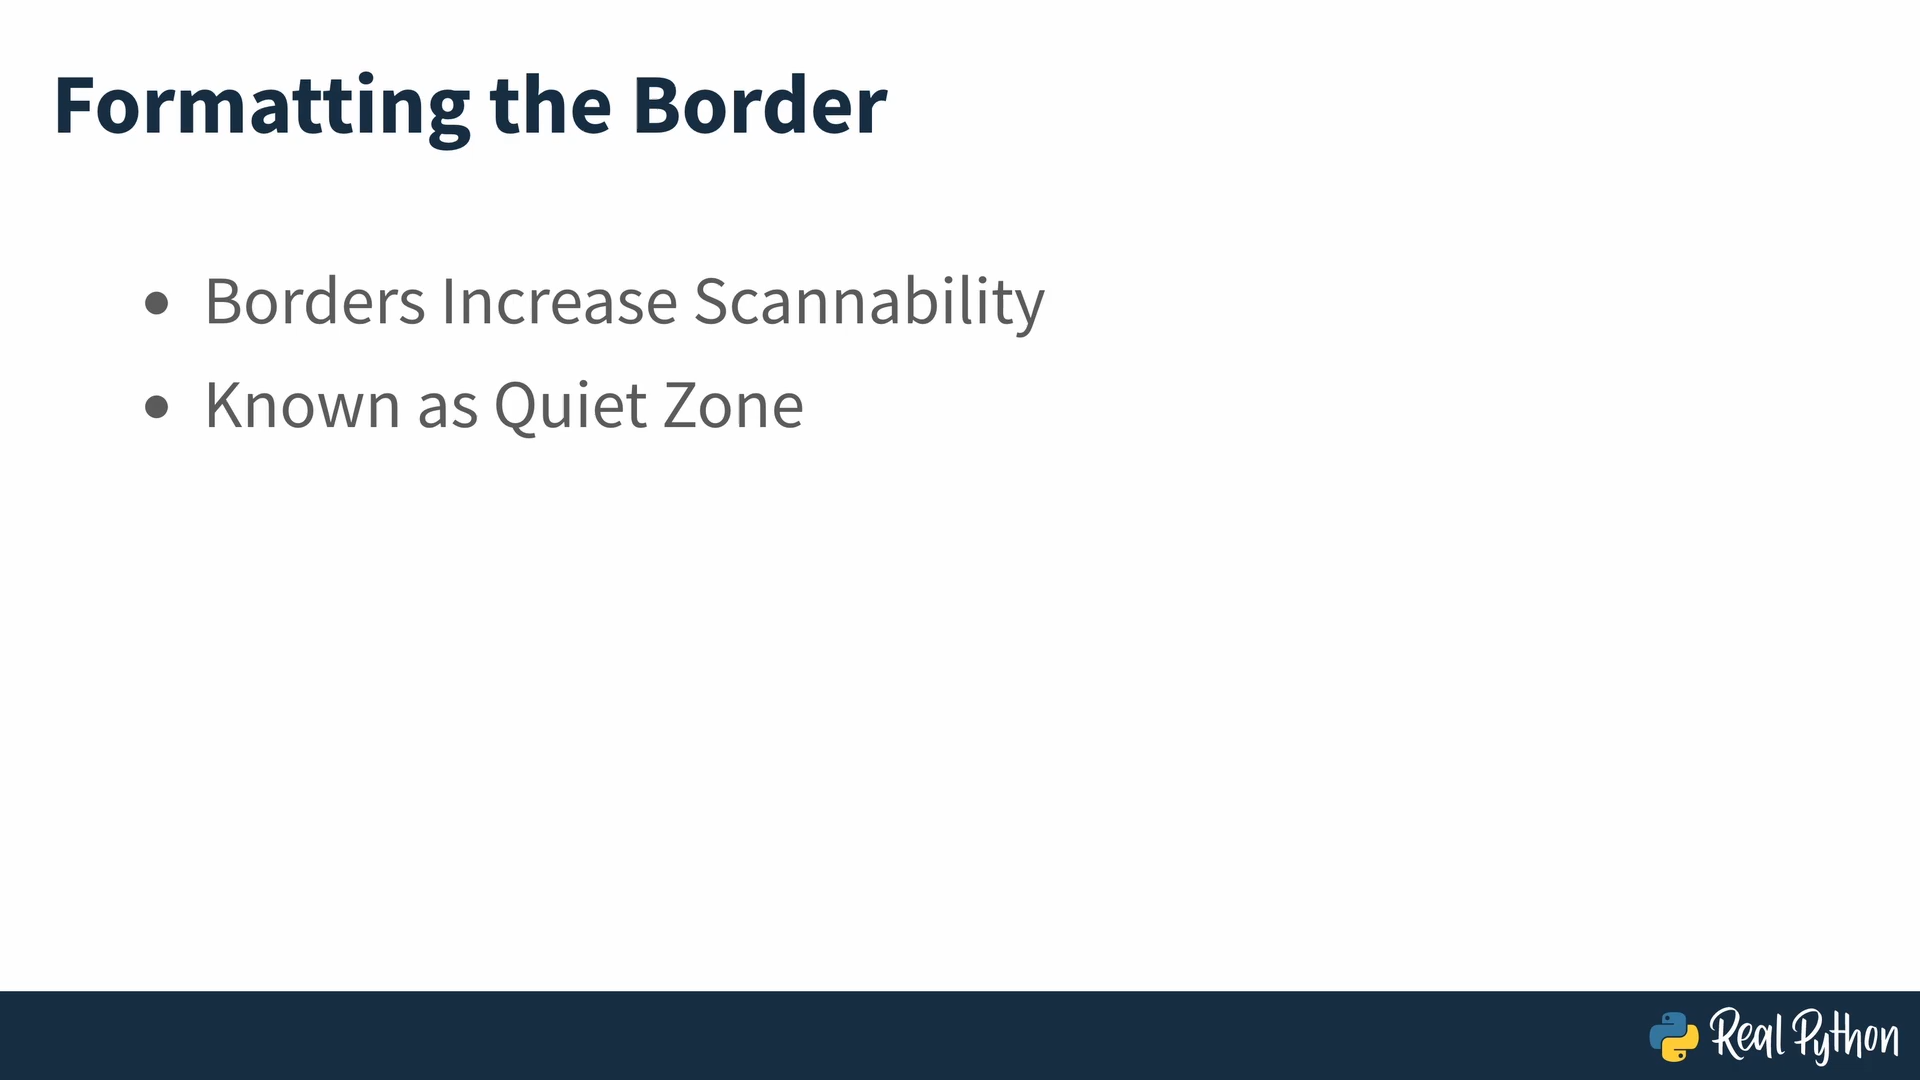 Formatting the Border
• Borders Increase Scannability
• Known as Quiet Zone
Real Python